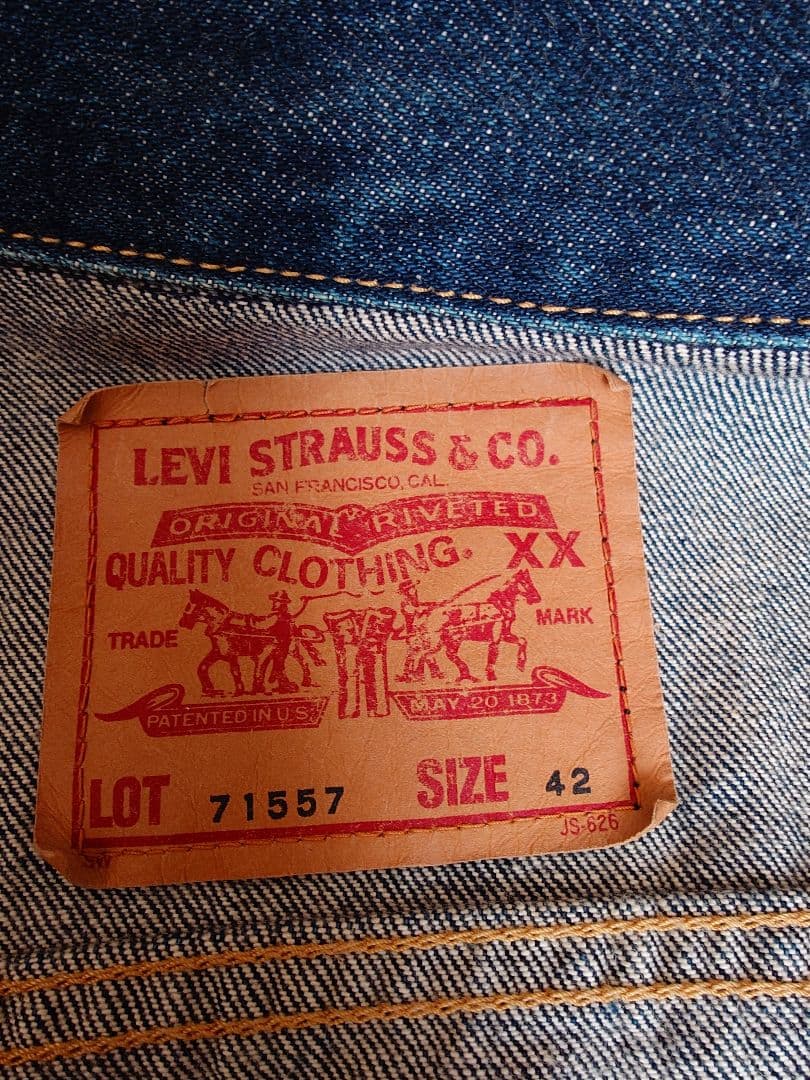 LEVI STRAUSS & CO.
SAN FRANCISCO, CAL.
ORIGINAL RIVETED
QUALITY CLOTHING. XX
TRADE MARK
PATENTED IN U.S. MAY 20 1873
LOT 71557 SIZE 42
JS-626